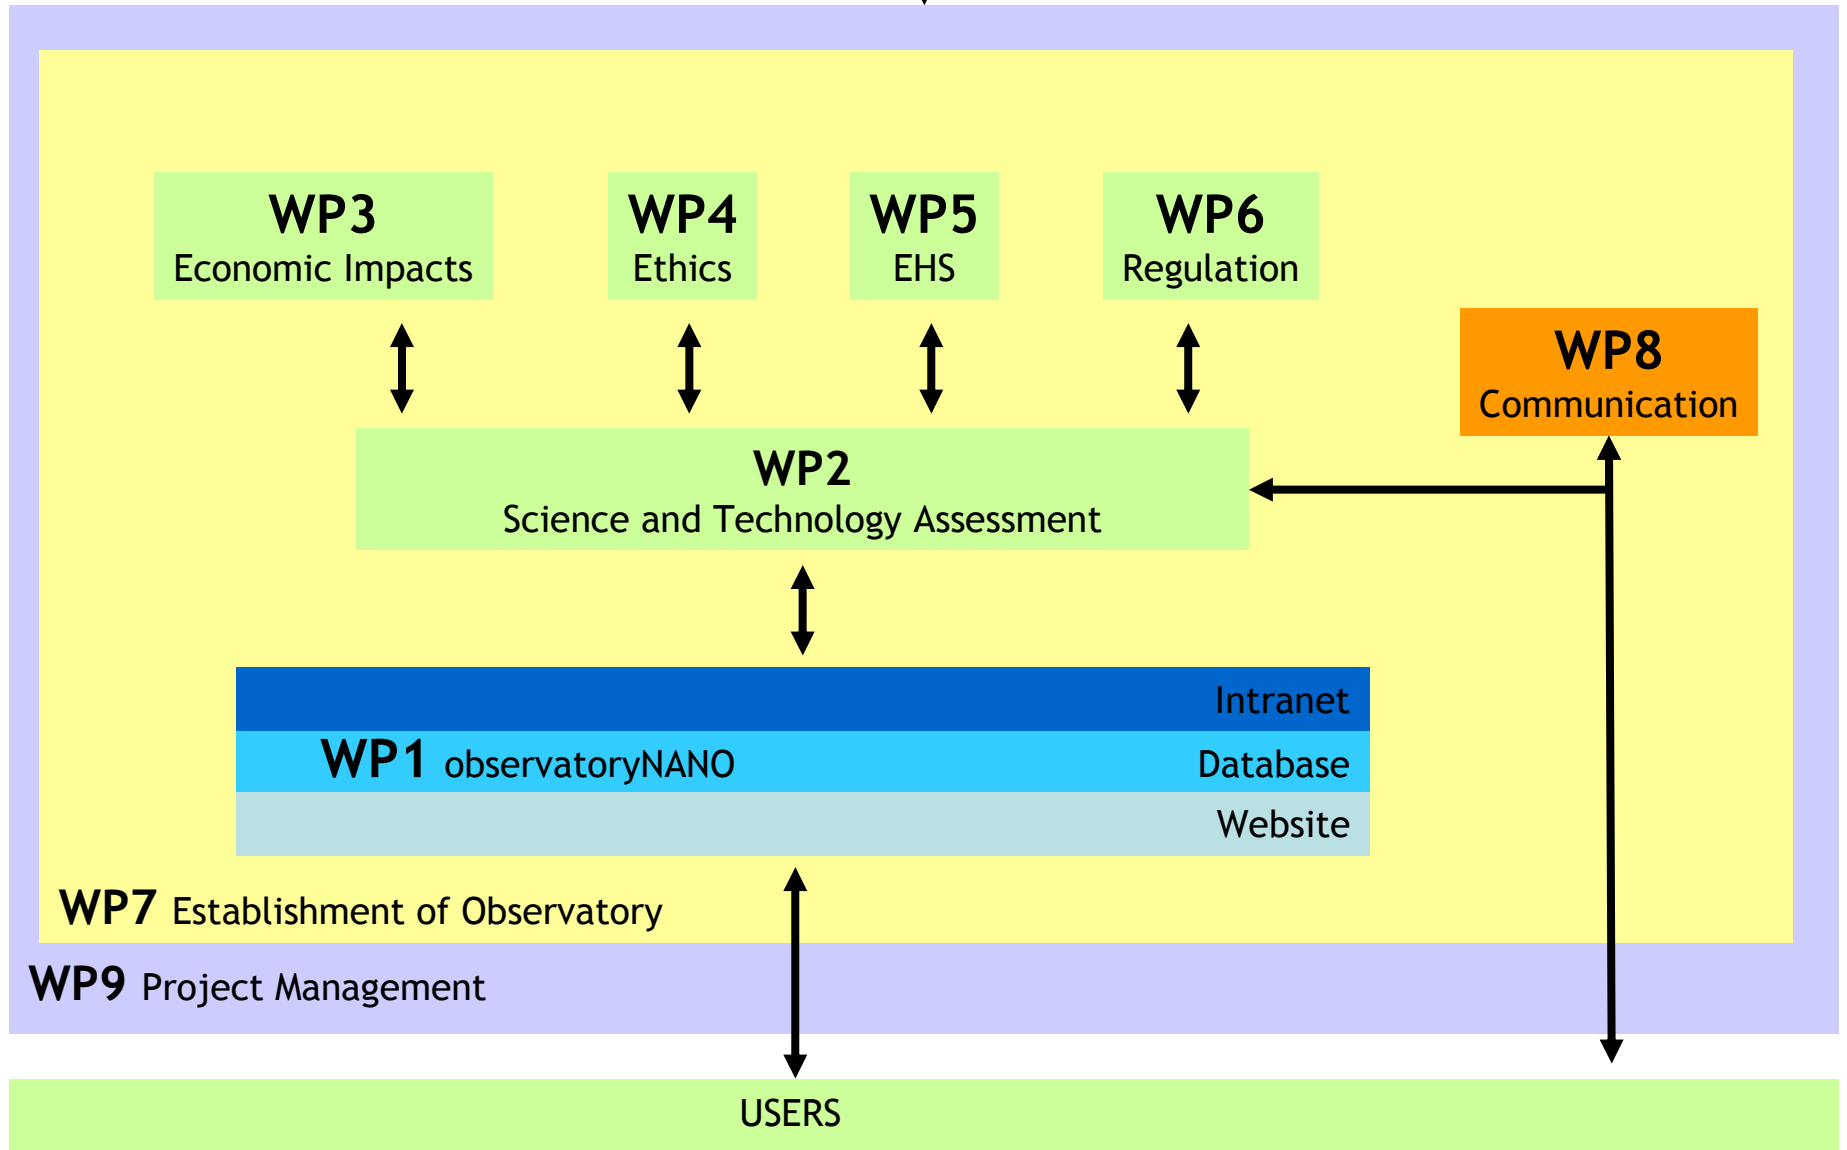 WP3
Economic Impacts
WP4
Ethics
WP5
EHS
WP6
Regulation
WP8
Communication
WP2
Science and Technology Assessment
Intranet
WP1 observatoryNANO
Database
Website
WP7 Establishment of Observatory
WP9 Project Management
USERS